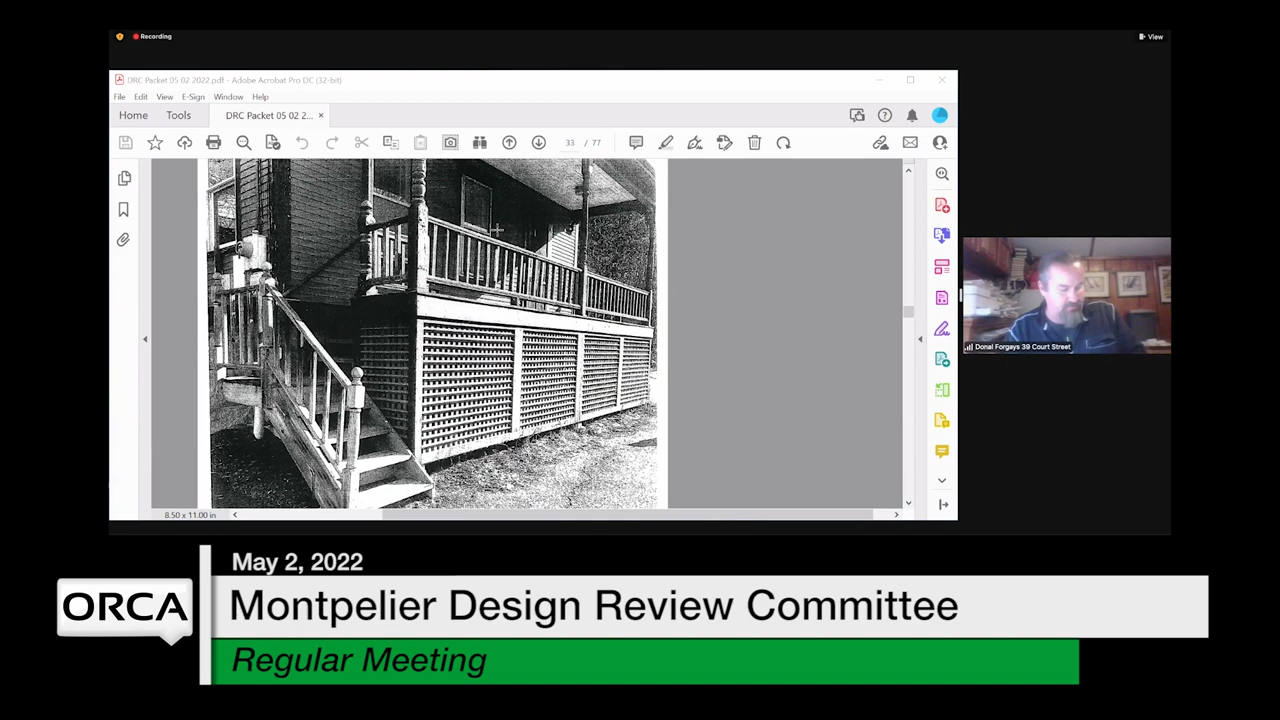 Recording
View
DRC Packet 05 02 2022.pdf - Adobe Acrobat Pro DC (32-bit)
File Edit View E-Sign Window Help
Home Tools DRC Packet 05 02 2... ×
33 / 77
Donal Forgays 39 Court Street
8.50 x 11.00 in
May 2, 2022
ORCA
Montpelier Design Review Committee
Regular Meeting